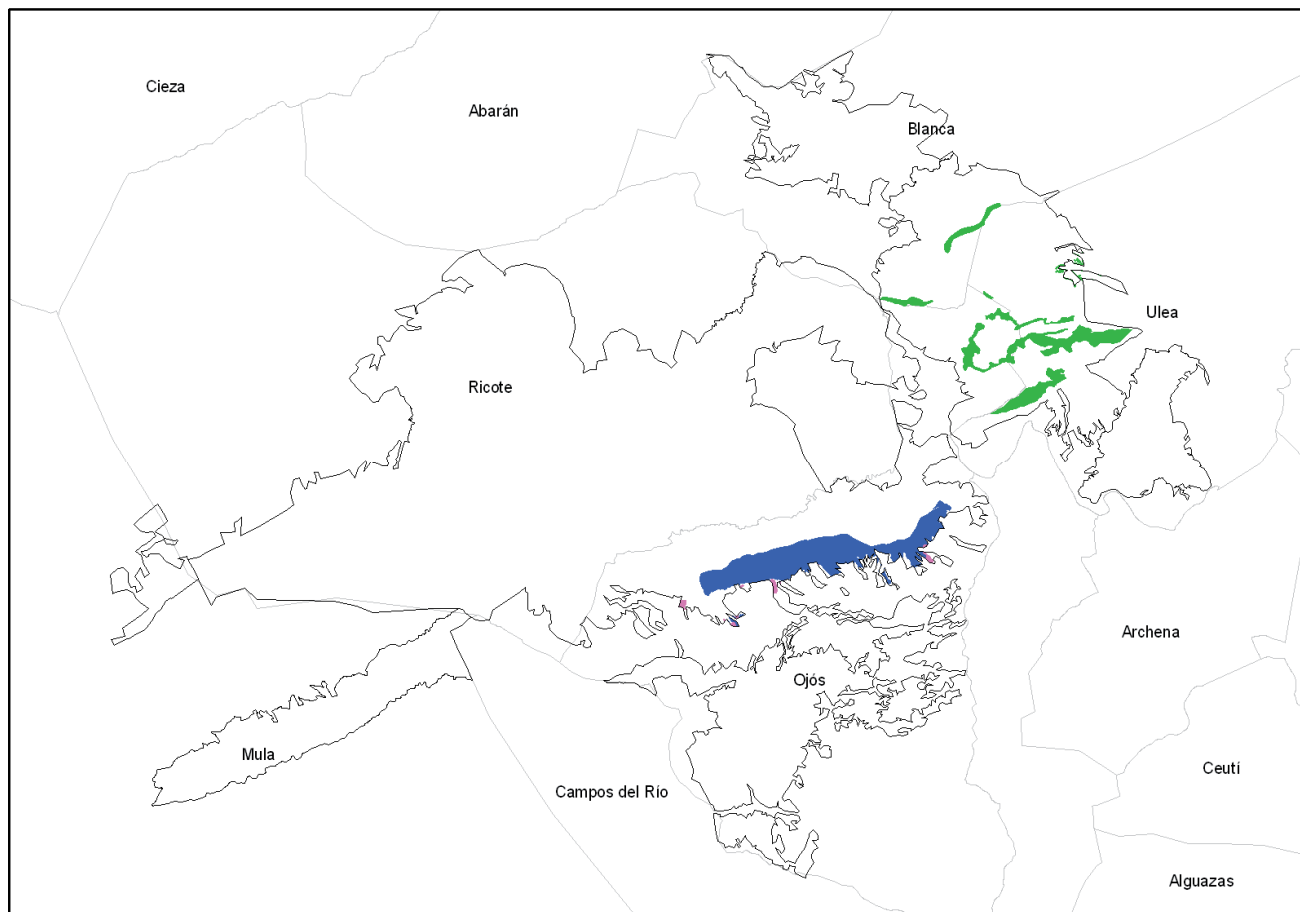 Cieza
Abarán
Blanca
Ulea
Ricote
Archena
Ojós
Mula
Ceutí
Campos del Río
Alguazas